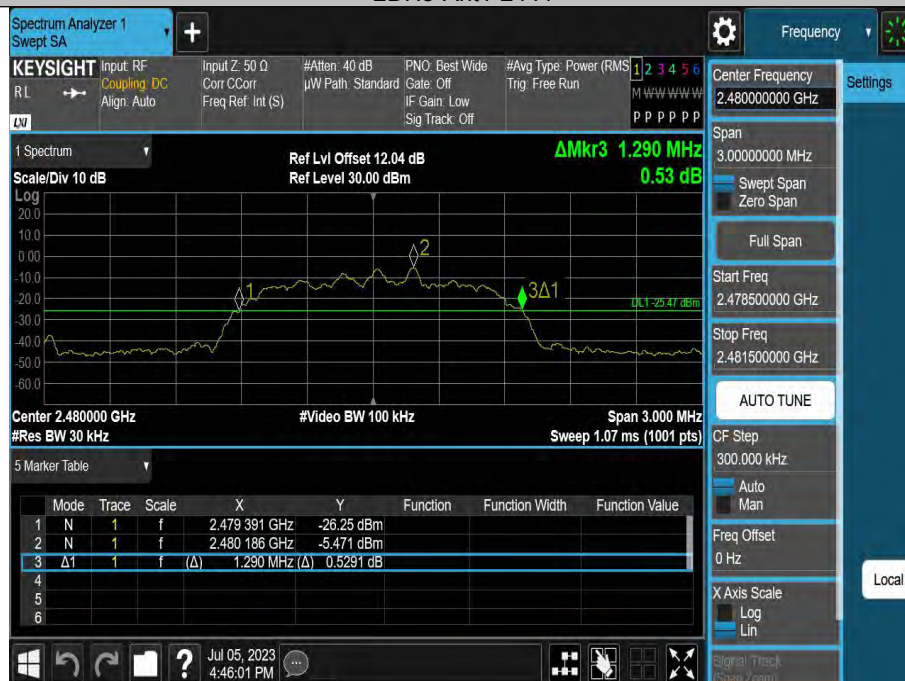 Spectrum Analyzer 1
Swept SA
+
Frequency
KEYSIGHT
RL
LXI
Input: RF
Coupling: DC
Align: Auto
Input Z: 50 Ω
Corr CCorr
Freq Ref: Int (S)
#Atten: 40 dB
µW Path: Standard
PNO: Best Wide
Gate: Off
IF Gain: Low
Sig Track: Off
#Avg Type: Power (RMS
Trig: Free Run
1 2 3 4 5 6
M W W W W W
P P P P P P
1 Spectrum
Scale/Div 10 dB
Ref Lvl Offset 12.04 dB
Ref Level 30.00 dBm
ΔMkr3 1.290 MHz
0.53 dB
Log
20.0
10.0
0.00
-10.0
-20.0
-30.0
-40.0
-50.0
-60.0
1
2
3Δ1
DL1 -25.47 dBm
Center 2.480000 GHz
#Res BW 30 kHz
#Video BW 100 kHz
Span 3.000 MHz
Sweep 1.07 ms (1001 pts)
5 Marker Table
Mode Trace Scale X Y Function Function Width Function Value
1 N 1 f 2.479 391 GHz -26.25 dBm
2 N 1 f 2.480 186 GHz -5.471 dBm
3 Δ1 1 f (Δ) 1.290 MHz (Δ) 0.5291 dB
4
5
6
Jul 05, 2023
4:46:01 PM
Center Frequency
2.480000000 GHz
Settings
Span
3.00000000 MHz
Swept Span
Zero Span
Full Span
Start Freq
2.478500000 GHz
Stop Freq
2.481500000 GHz
AUTO TUNE
CF Step
300.000 kHz
Auto
Man
Freq Offset
0 Hz
Local
X Axis Scale
Log
Lin
Signal Track
(Span Zoom)